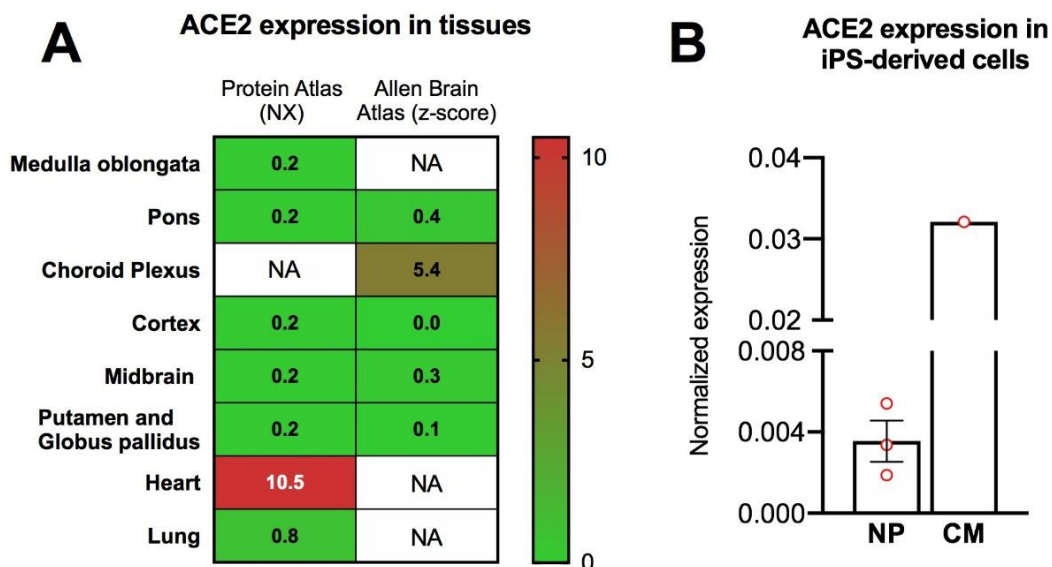 A
ACE2 expression in tissues
Protein Atlas
(NX)
Allen Brain
Atlas (z-score)
Medulla oblongata 0.2 NA
Pons 0.2 0.4
Choroid Plexus NA 5.4
Cortex 0.2 0.0
Midbrain 0.2 0.3
Putamen and
Globus pallidus 0.2 0.1
Heart 10.5 NA
Lung 0.8 NA
10
5
0
B
ACE2 expression in
iPS-derived cells
Normalized expression
0.04
0.03
0.02
0.008
0.004
0.000
NP CM